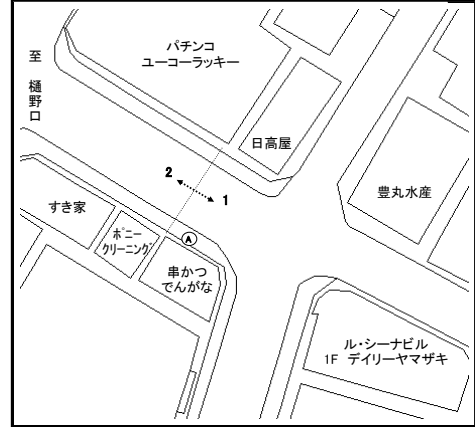 パチンコ
ユーコーラッキー
至
樋
野
口
日高屋
豊丸水産
2
1
すき家
ポニー
クリーニング
A
串かつ
でんがな
ル・シーナビル
1F デイリーヤマザキ